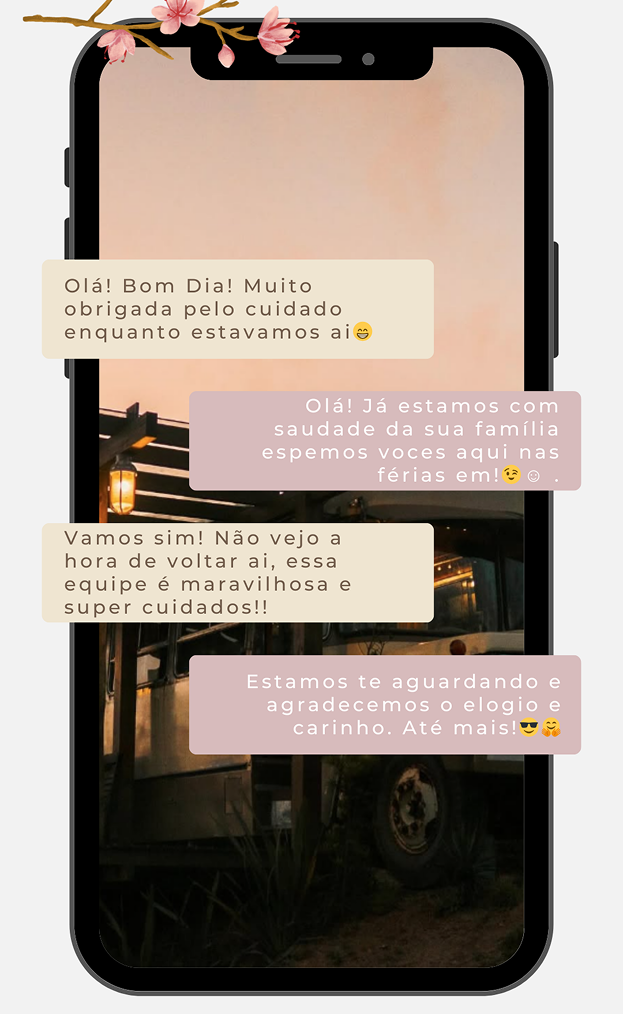 Olá! Bom Dia! Muito
obrigada pelo cuidado
enquanto estavamos ai😁
Olá! Já estamos com
saudade da sua família
espemos voces aqui nas
férias em!😉☺ .
Vamos sim! Não vejo a
hora de voltar ai, essa
equipe é maravilhosa e
super cuidados!!
Estamos te aguardando e
agradecemos o elogio e
carinho. Até mais!😎🤗